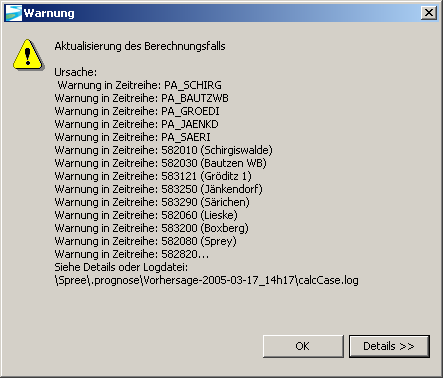 Warnung
Aktualisierung des Berechnungsfalls
Ursache:
Warnung in Zeitreihe: PA_SCHIRG
Warnung in Zeitreihe: PA_BAUTZWB
Warnung in Zeitreihe: PA_GROEDI
Warnung in Zeitreihe: PA_JAENKD
Warnung in Zeitreihe: PA_SAERI
Warnung in Zeitreihe: 582010 (Schirgiswalde)
Warnung in Zeitreihe: 582030 (Bautzen WB)
Warnung in Zeitreihe: 583121 (Gröditz 1)
Warnung in Zeitreihe: 583250 (Jänkendorf)
Warnung in Zeitreihe: 583290 (Särichen)
Warnung in Zeitreihe: 582060 (Lieske)
Warnung in Zeitreihe: 583200 (Boxberg)
Warnung in Zeitreihe: 582080 (Sprey)
Warnung in Zeitreihe: 582820...
Siehe Details oder Logdatei:
\Spree\.prognose\Vorhersage-2005-03-17_14h17\calcCase.log
OK
Details >>